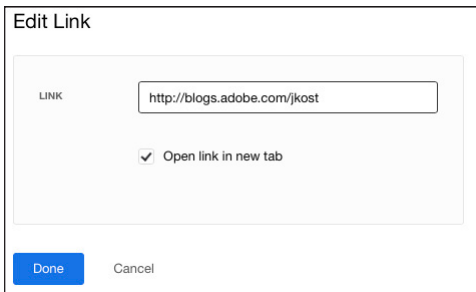 Edit Link
LINK
http://blogs.adobe.com/jkost
Open link in new tab
Done
Cancel